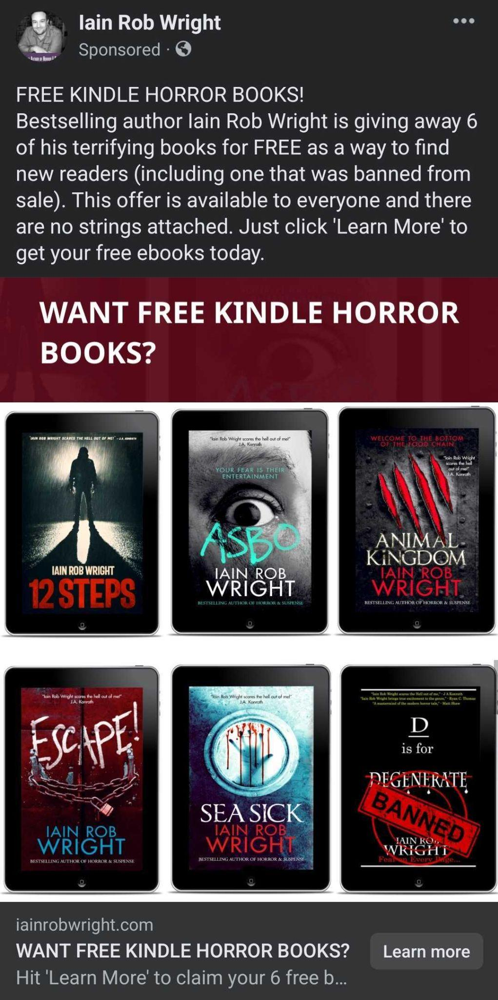 Iain Rob Wright
Sponsored ·
FREE KINDLE HORROR BOOKS!
Bestselling author Iain Rob Wright is giving away 6
of his terrifying books for FREE as a way to find
new readers (including one that was banned from
sale). This offer is available to everyone and there
are no strings attached. Just click 'Learn More' to
get your free ebooks today.
WANT FREE KINDLE HORROR
BOOKS?
"IAIN ROB WRIGHT SCARES THE HELL OUT OF ME!" – J.A. KONRATH
IAIN ROB WRIGHT
12 STEPS
"Iain Rob Wright scares the hell out of me!"
J.A. Konrath
YOUR FEAR IS THEIR
ENTERTAINMENT
ASBO
IAIN ROB
WRIGHT
BESTSELLING AUTHOR OF HORROR & SUSPENSE
WELCOME TO THE BOTTOM
OF THE FOOD CHAIN
"Iain Rob Wright
scares the hell
out of me!"
J.A. Konrath
ANIMAL
KINGDOM
IAIN ROB
WRIGHT
BESTSELLING AUTHOR OF HORROR & SUSPENSE
"Iain Rob Wright scares the hell out of me!"
J.A. Konrath
ESCAPE!
IAIN ROB
WRIGHT
BESTSELLING AUTHOR OF HORROR & SUSPENSE
"Iain Rob Wright scares the hell out of me!"
J.A. Konrath
SEA SICK
IAIN ROB
WRIGHT
BESTSELLING AUTHOR OF HORROR & SUSPENSE
"Iain Rob Wright scares the Hell out of me," - J A Konrath
"Iain Rob Wright brings true excitement to the genre," - Ryan C. Thomas
"A mastermind of the modern horror tale," - Matt Shaw
D
is for
DEGENERATE
BANNED
IAIN ROB
WRIGHT
Fear on Every Page...
iainrobwright.com
WANT FREE KINDLE HORROR BOOKS?
Learn more
Hit 'Learn More' to claim your 6 free b...